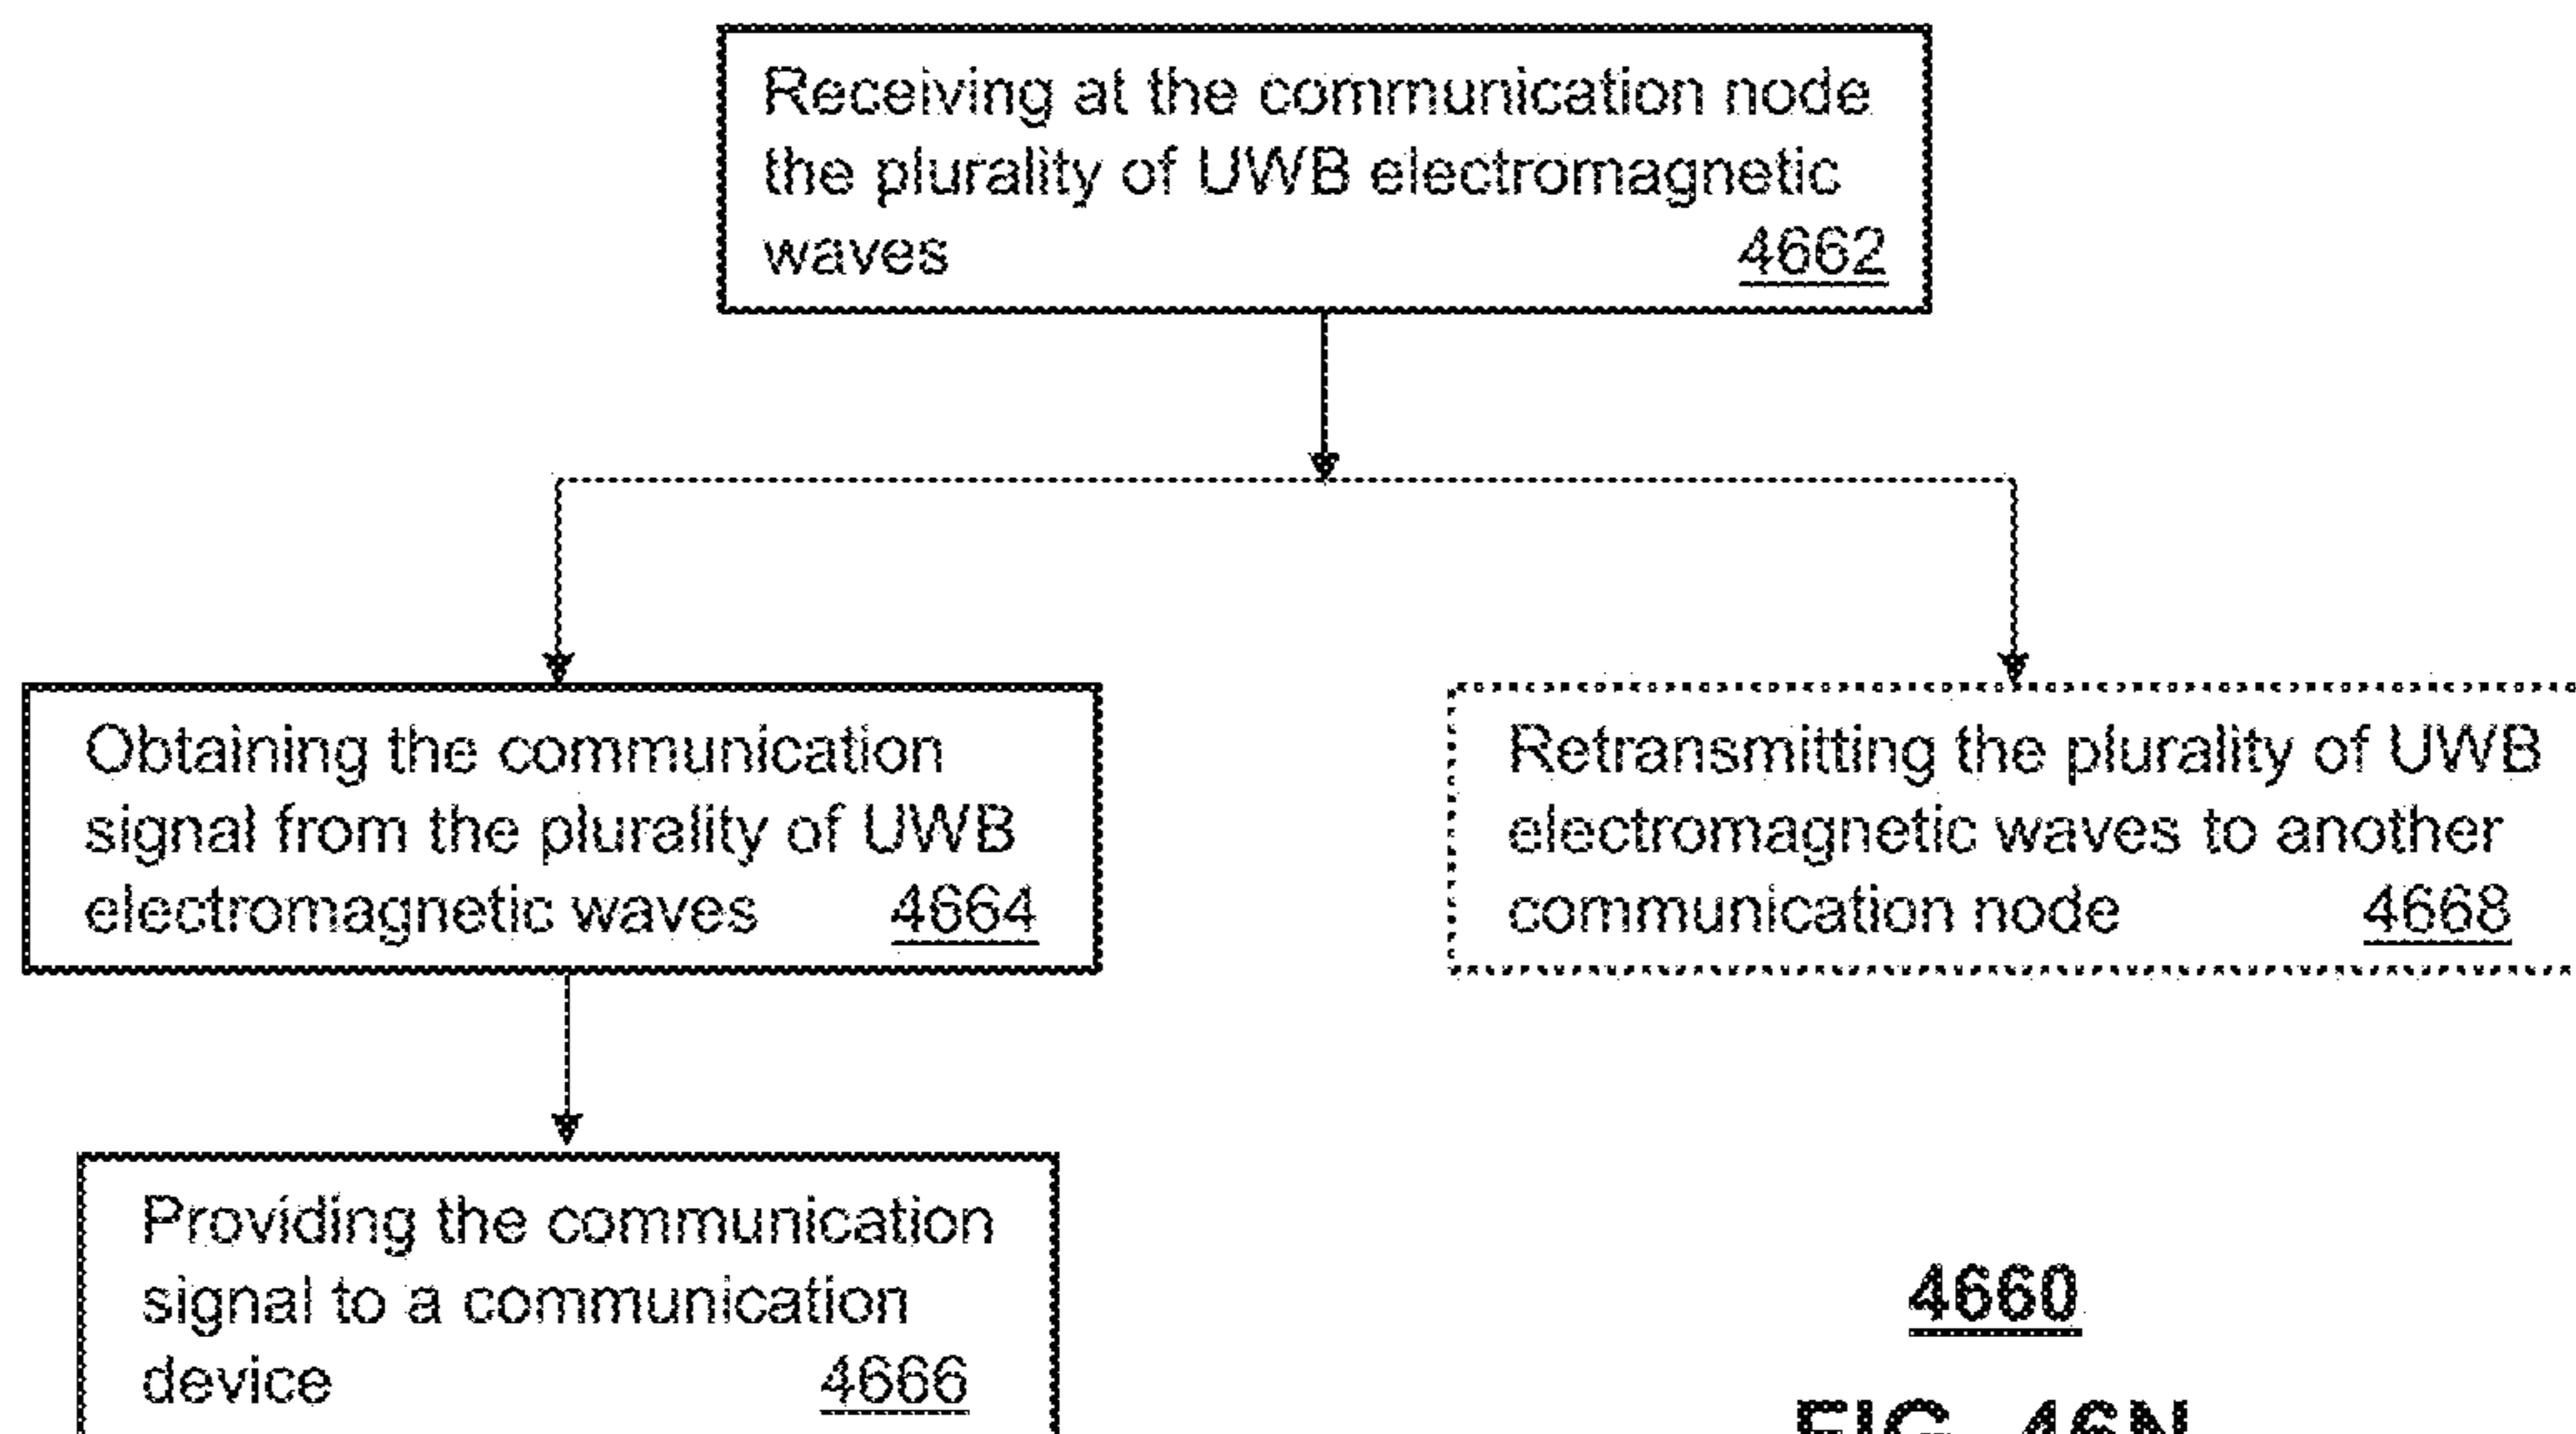 Receiving at the communication node
the plurality of UWB electromagnetic
waves 4662
Obtaining the communication
signal from the plurality of UWB
electromagnetic waves 4664
Retransmitting the plurality of UWB
electromagnetic waves to another
communication node 4668
Providing the communication
signal to a communication
device 4666
4660
FIG. 46N